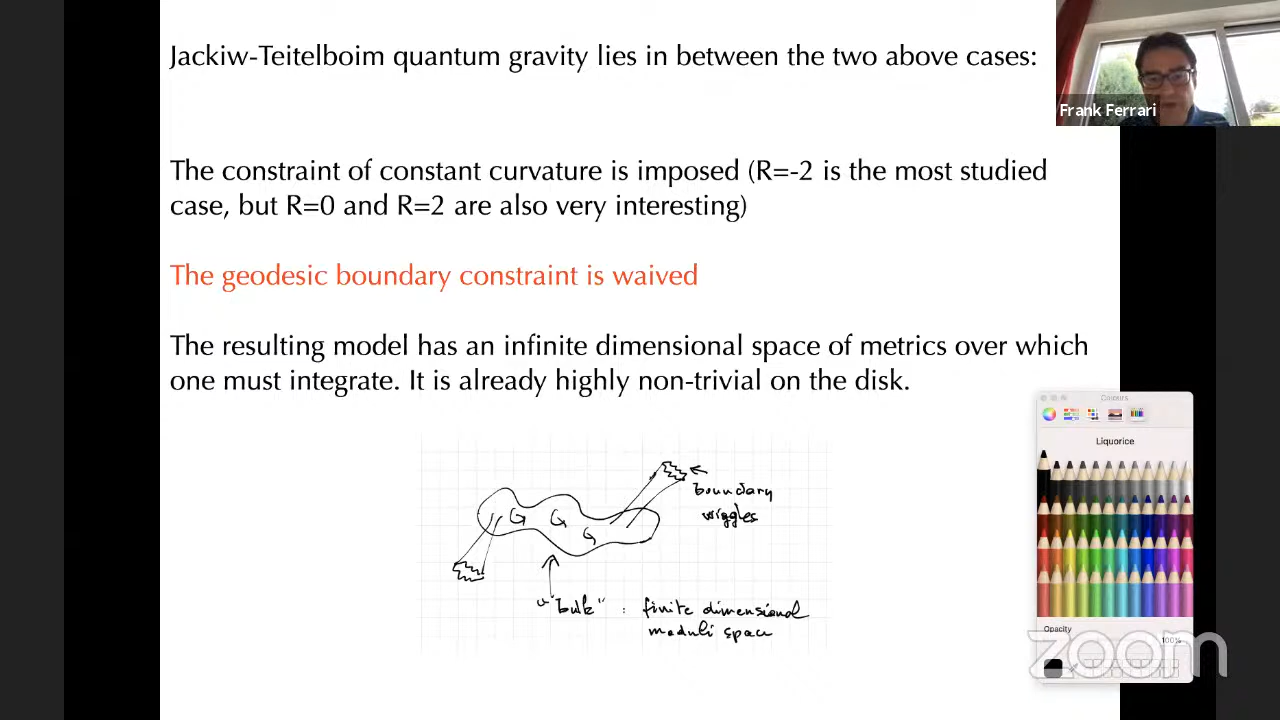 Jackiw-Teitelboim quantum gravity lies in between the two above cases:
Frank Ferrari
The constraint of constant curvature is imposed (R=-2 is the most studied
case, but R=0 and R=2 are also very interesting)
The geodesic boundary constraint is waived
The resulting model has an infinite dimensional space of metrics over which
one must integrate. It is already highly non-trivial on the disk.
Colours
Liquorice
boundary
wiggles
"bulk" : finite dimensional
moduli space
Opacity
100%
zoom